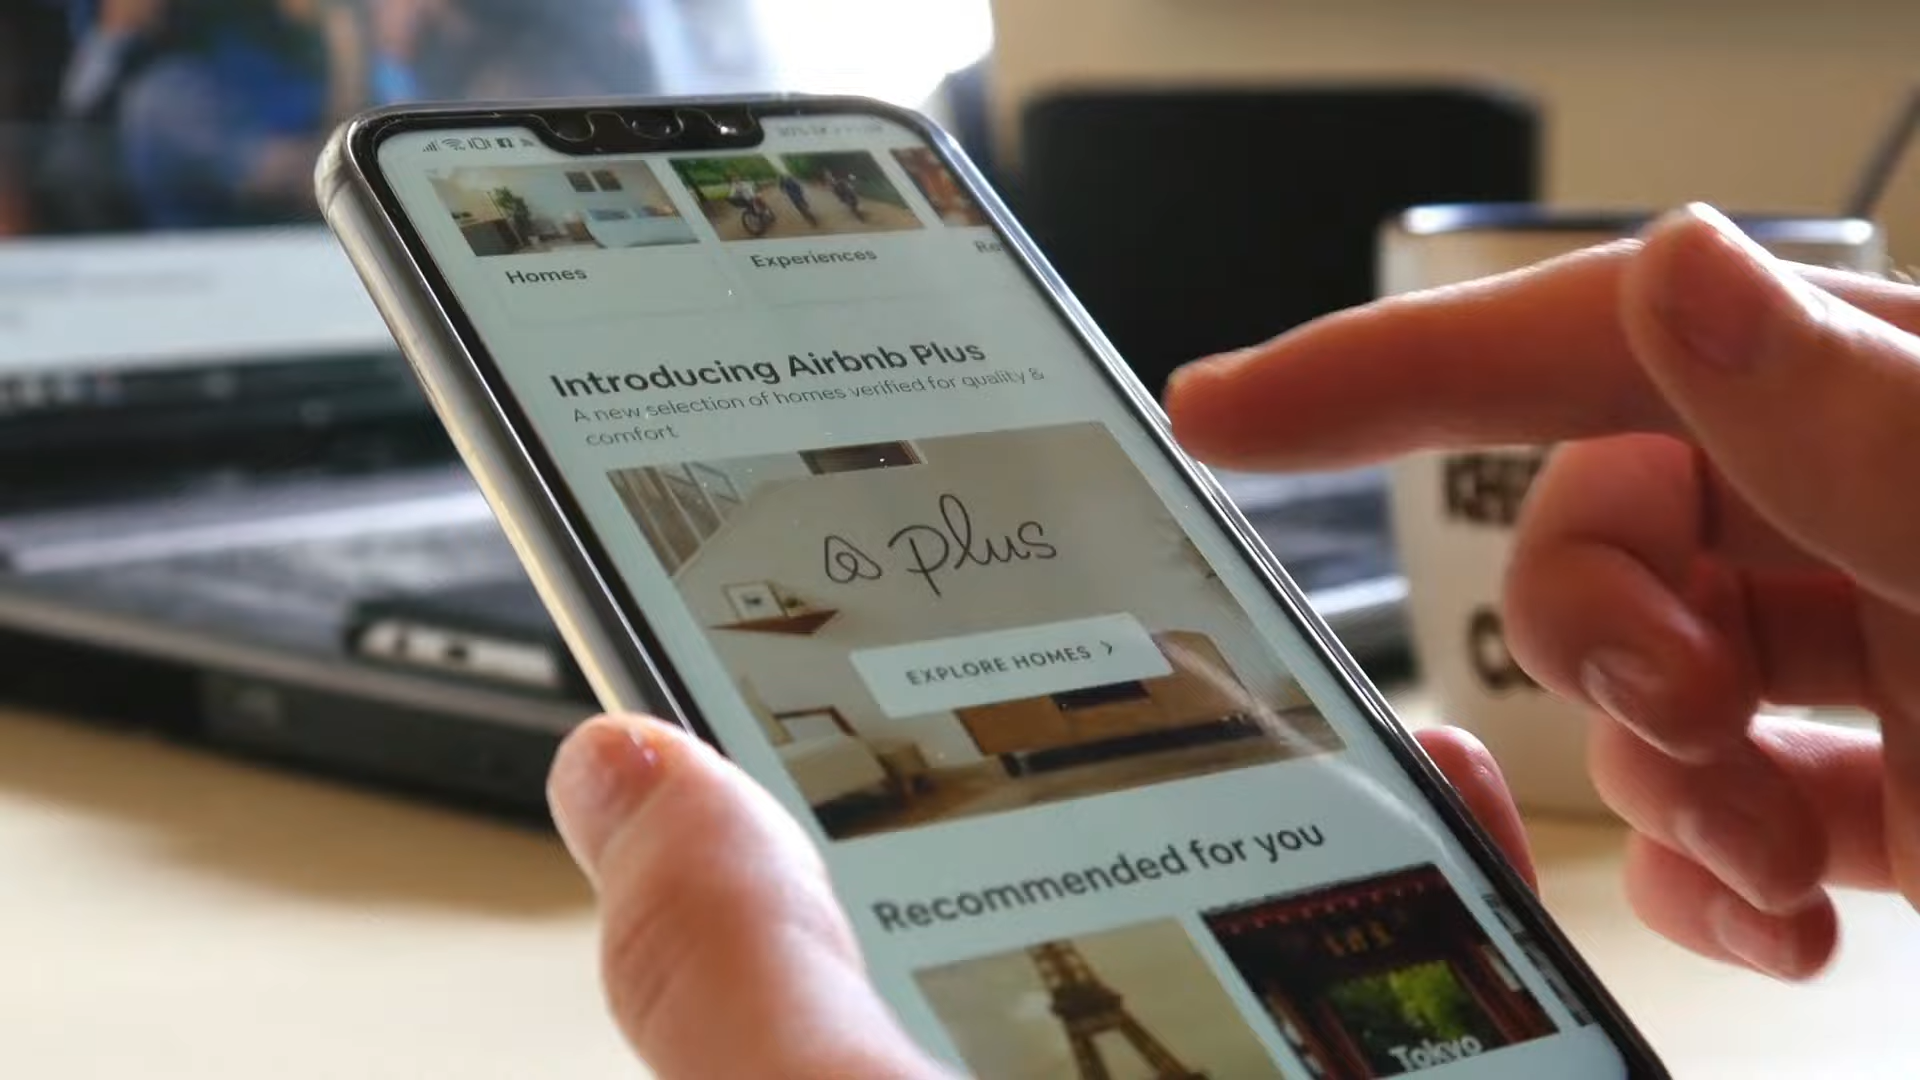 Homes
Experiences
Introducing Airbnb Plus
A new selection of homes verified for quality &
comfort
plus
EXPLORE HOMES >
Recommended for you
Tokyo